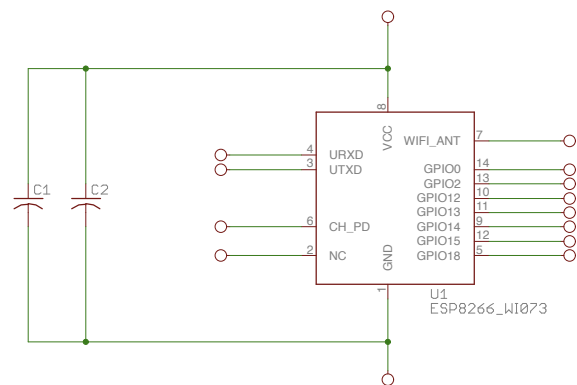 8
VCC
7
WIFI_ANT
4
URXD
3
UTXD
14
GPIO0
13
GPIO2
10
GPIO12
11
GPIO13
9
GPIO14
12
GPIO15
5
GPIO18
6
CH_PD
2
NC
GND
1
C1
C2
U1
ESP8266_WI073